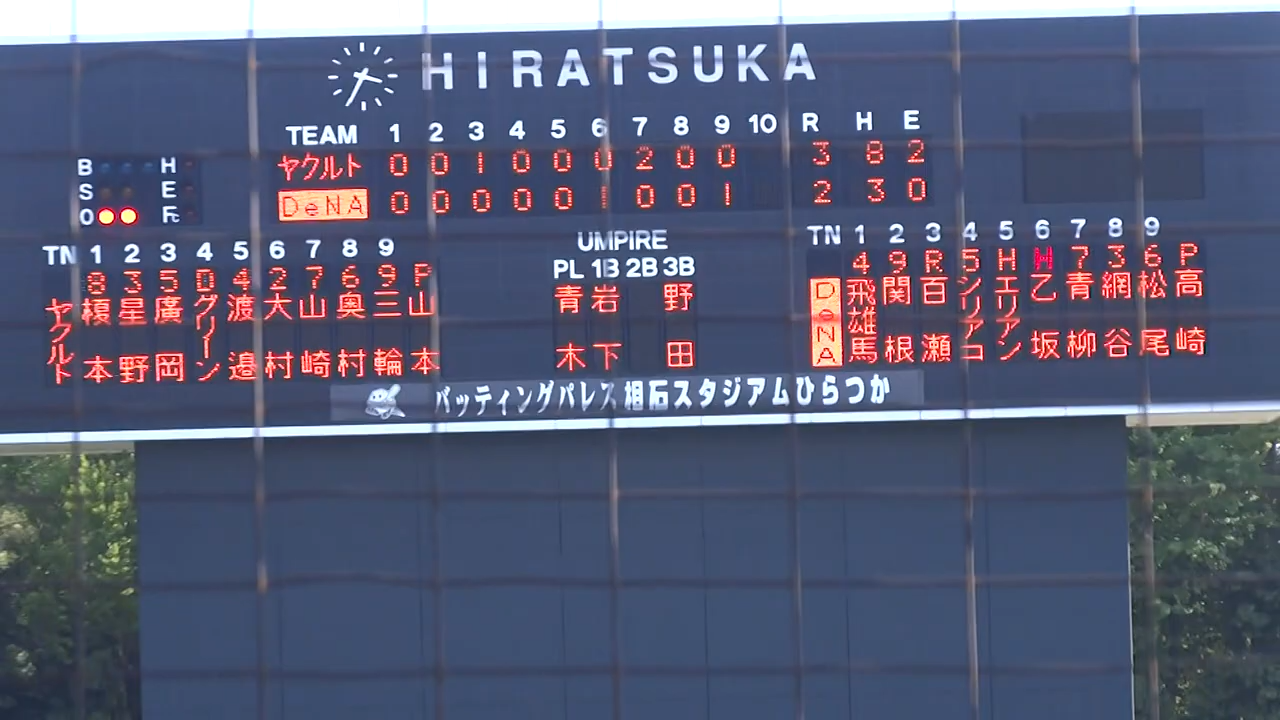 HIRATSUKA
TEAM 1 2 3 4 5 6 7 8 9 10 R H E
ヤクルト 0 0 1 0 0 0 2 0 0 3 8 2
DeNA 0 0 0 0 0 1 0 0 1 2 3 0
B H
S E
O Fc
TN 1 2 3 4 5 6 7 8 9
8 3 5 D 4 2 7 6 9 P
ヤクルト 榎本 星野 廣岡 グリーン 渡邉 大村 山崎 奥村 三輪 山本
UMPIRE
PL 1B 2B 3B
青木 岩下 野田
TN 1 2 3 4 5 6 7 8 9
4 9 R 5 H H 7 3 6 P
DeNA 飛雄馬 関根 百瀬 シリアコ エリアン 乙坂 青柳 網谷 松尾 高崎
バッティングパレス相石スタジアムひらつか